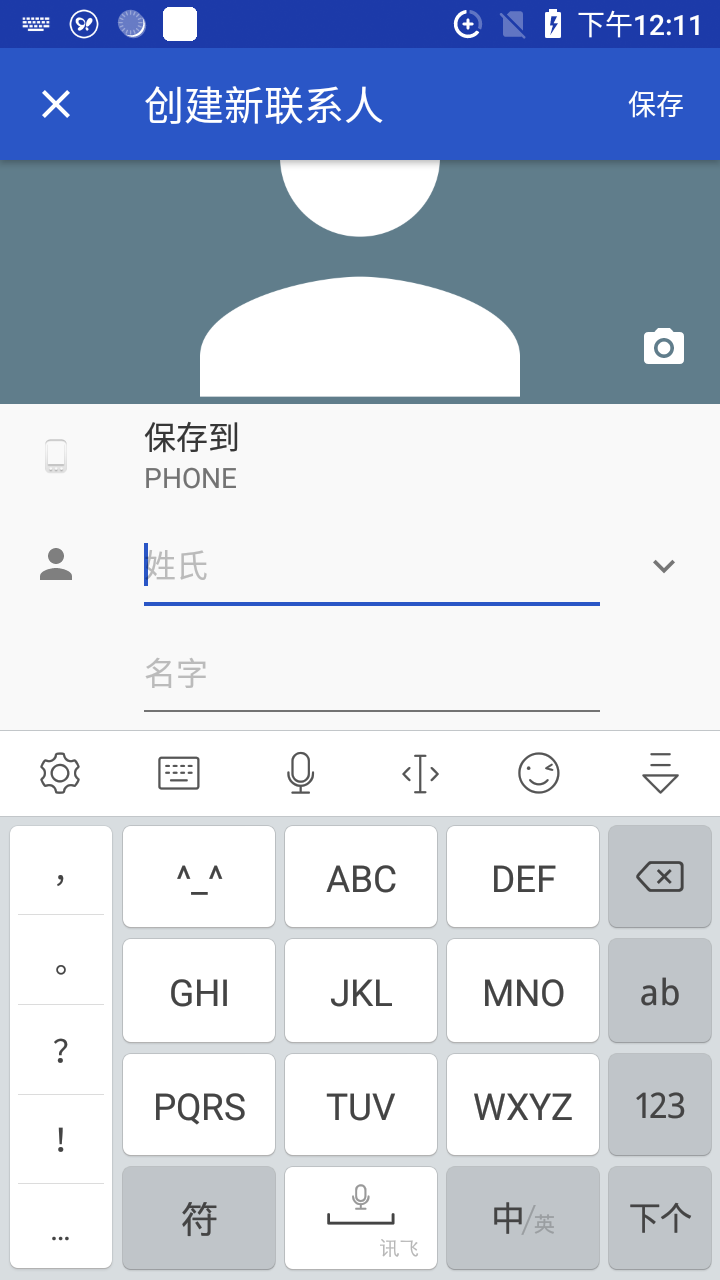 下午12:11
创建新联系人
保存
保存到
PHONE
姓氏
名字
，
^_^
ABC
DEF
。
GHI
JKL
MNO
ab
?
PQRS
TUV
WXYZ
123
!
...
符
讯飞
中/英
下个